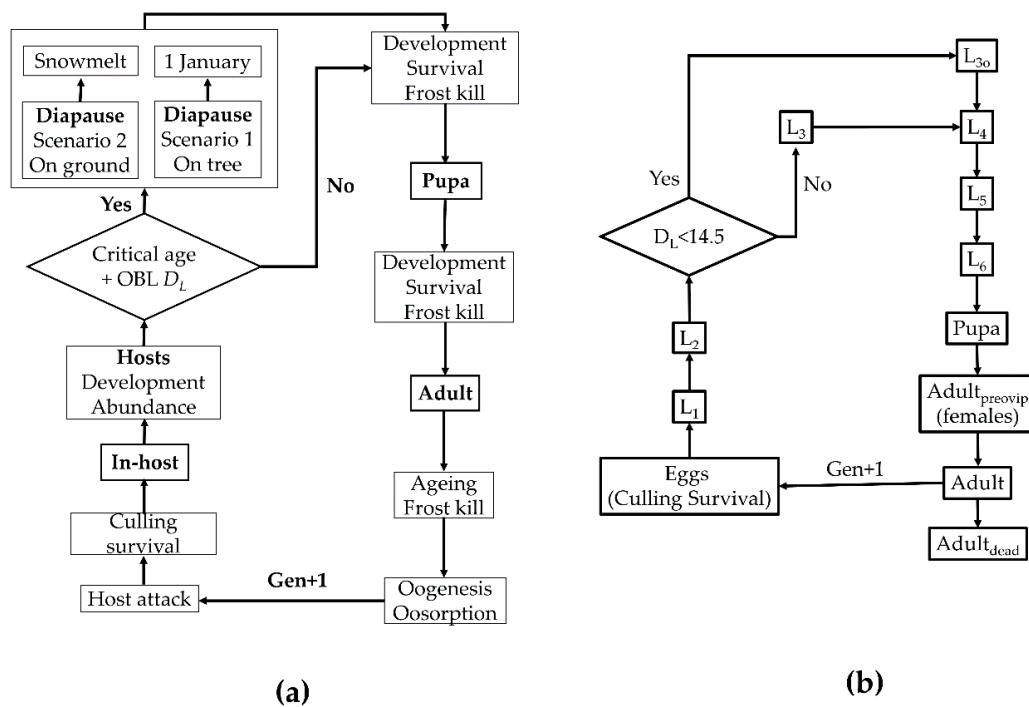 Snowmelt
1 January
Diapause
Scenario 2
On ground
Diapause
Scenario 1
On tree
Yes
No
Critical age
+ OBL D_L
Hosts
Development
Abundance
In-host
Culling
survival
Host attack
Development
Survival
Frost kill
Pupa
Development
Survival
Frost kill
Adult
Ageing
Frost kill
Oogenesis
Oosorption
Gen+1
(a)
L_3o
L_3
L_4
Yes
No
L_5
D_L<14.5
L_6
L_2
Pupa
L_1
Adult_preovip
(females)
Eggs
(Culling Survival)
Gen+1
Adult
Adult_dead
(b)